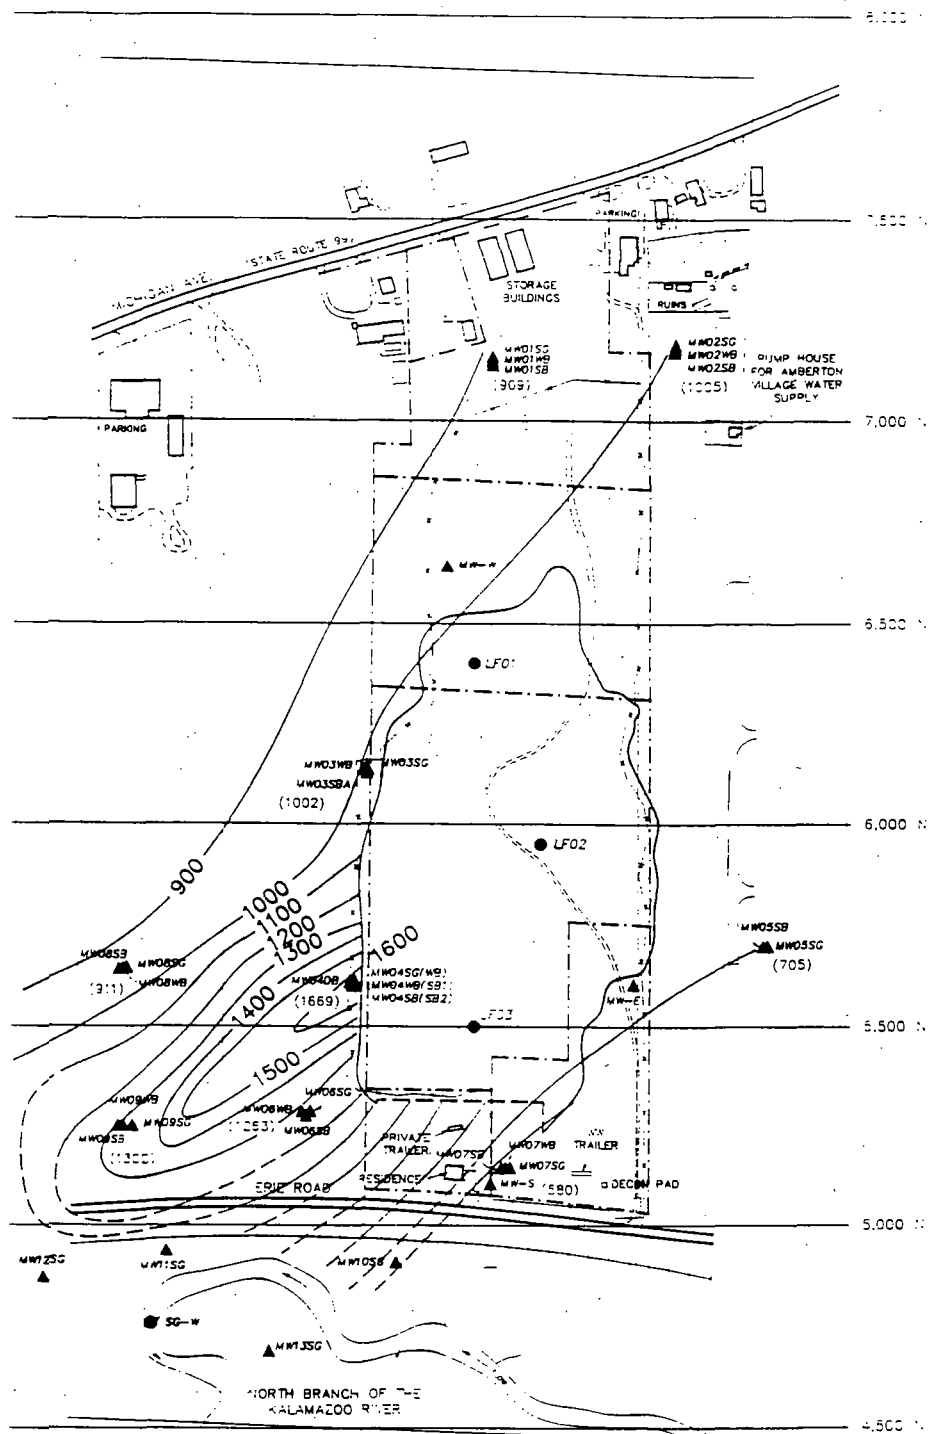 MICHIGAN AVE. (STATE ROUTE 99)
PARKING
7,500 N
STORAGE
BUILDINGS
RUINS
MW01SG
MW01WB
MW01SB
(909)
MW02SG
MW02WB
MW02SB
(1005)
PUMP HOUSE
FOR AMBERTON
VILLAGE WATER
SUPPLY
PARKING
7,000 N
MW-W
6,500 N
LF01
MW03WB
MW03SG
MW03SBA
(1002)
6,000 N
LF02
900
1000
1100
1200
1300
1400
1500
1600
MW05SB
MW05SG
(705)
MW08SB
MW08SG
MW08WB
(911)
MW04DB
MW04SG(WB)
MW04WB(SB1)
MW04SB(SB2)
(1669)
MW-E
LF03
5,500 N
MW09WB
MW09SG
MW09SB
MW06SG
MW06WB
MW06SB
PRIVATE
TRAILER
MW07SB
MW07WB
MW07SG
TRAILER
RESIDENCE
MW-S
(580)
DECON PAD
ERIE ROAD
5,000 N
MW12SG
MW11SG
MW10SB
SG-W
MW13SG
NORTH BRANCH OF THE
KALAMAZOO RIVER
4,500 N